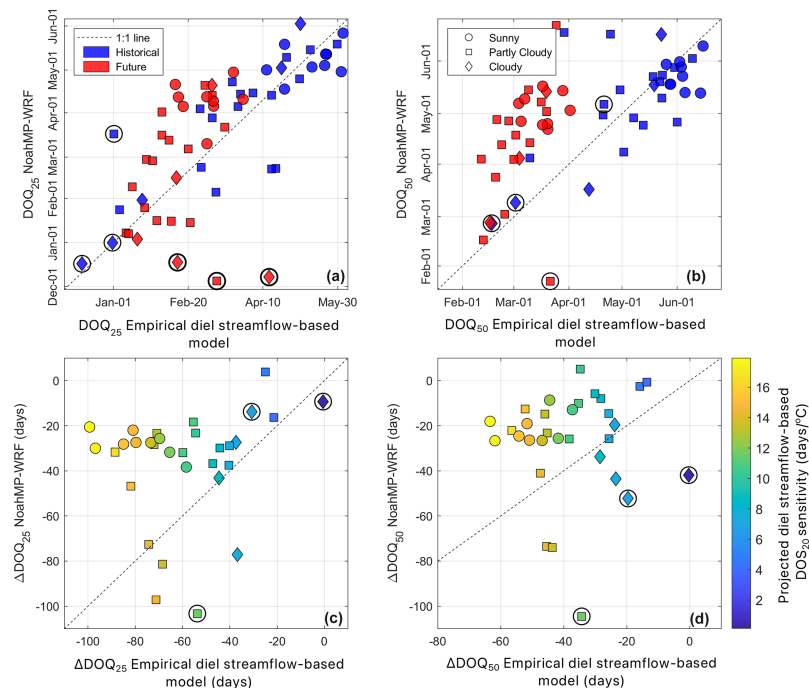 Jun-01
May-01
Apr-01
Mar-01
Feb-01
Jan-01
Dec-01
DOQ25 NoahMP-WRF
1:1 line
Historical
Future
(a)
Jan-01 Feb-20 Apr-10 May-30
DOQ25 Empirical diel streamflow-based
model
Jun-01
May-01
Apr-01
Mar-01
Feb-01
DOQ50 NoahMP-WRF
Sunny
Partly Cloudy
Cloudy
(b)
Feb-01 Mar-01 Apr-01 May-01 Jun-01
DOQ50 Empirical diel streamflow-based
model
0
-20
-40
-60
-80
-100
ΔDOQ25 NoahMP-WRF (days)
(c)
-100 -80 -60 -40 -20 0
ΔDOQ25 Empirical diel streamflow-based
model (days)
0
-20
-40
-60
-80
-100
ΔDOQ50 NoahMP-WRF (days)
(d)
-80 -60 -40 -20 0
ΔDOQ50 Empirical diel streamflow-based
model (days)
16
14
12
10
8
6
4
2
Projected diel streamflow-based
DOS20 sensitivity (days/°C)